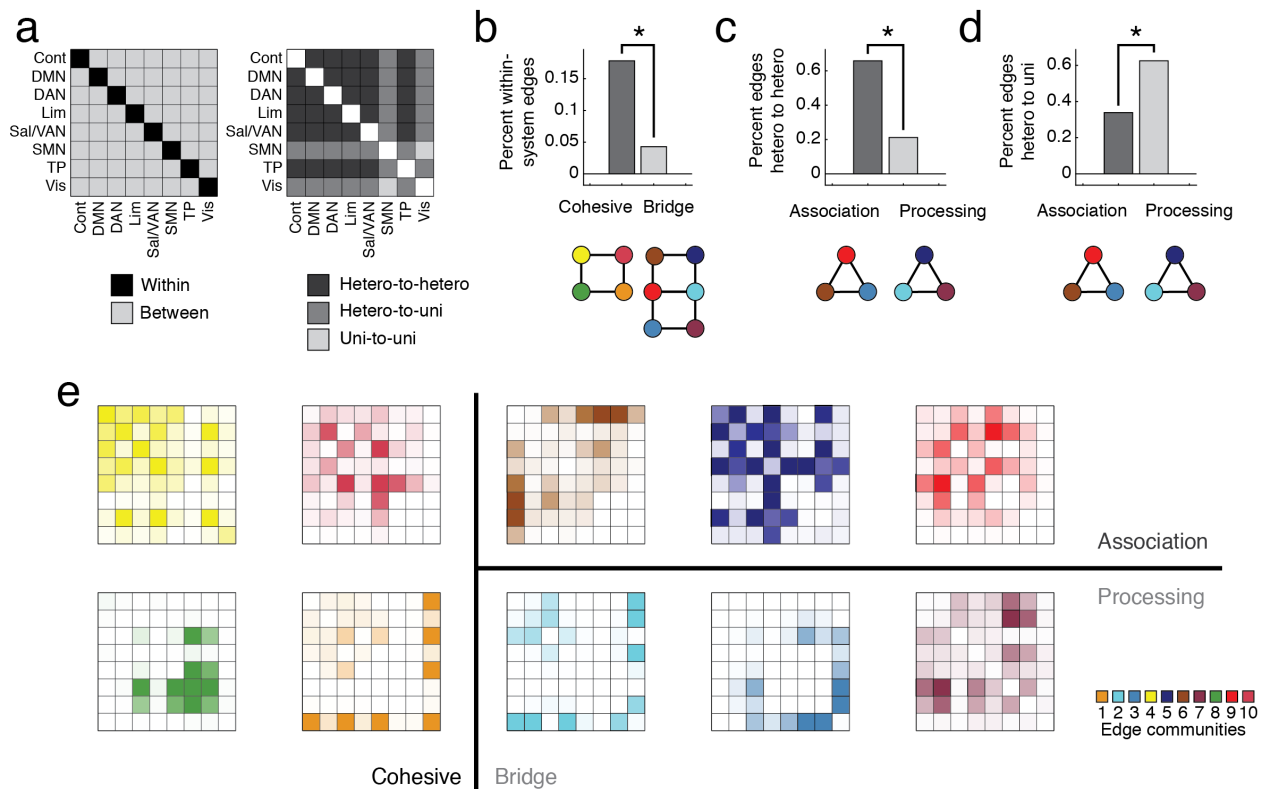 a
Cont
DMN
DAN
Lim
Sal/VAN
SMN
TP
Vis
Cont
DMN
DAN
Lim
Sal/VAN
SMN
TP
Vis
Within
Between
Cont
DMN
DAN
Lim
Sal/VAN
SMN
TP
Vis
Cont
DMN
DAN
Lim
Sal/VAN
SMN
TP
Vis
Hetero-to-hetero
Hetero-to-uni
Uni-to-uni
b
Percent within-
system edges
0.15
0.1
0.05
0
*
Cohesive Bridge
c
Percent edges
hetero to hetero
0.6
0.4
0.2
0
*
Association Processing
d
Percent edges
hetero to uni
0.6
0.4
0.2
0
*
Association Processing
e
Association
Processing
Cohesive
Bridge
1 2 3 4 5 6 7 8 9 10
Edge communities